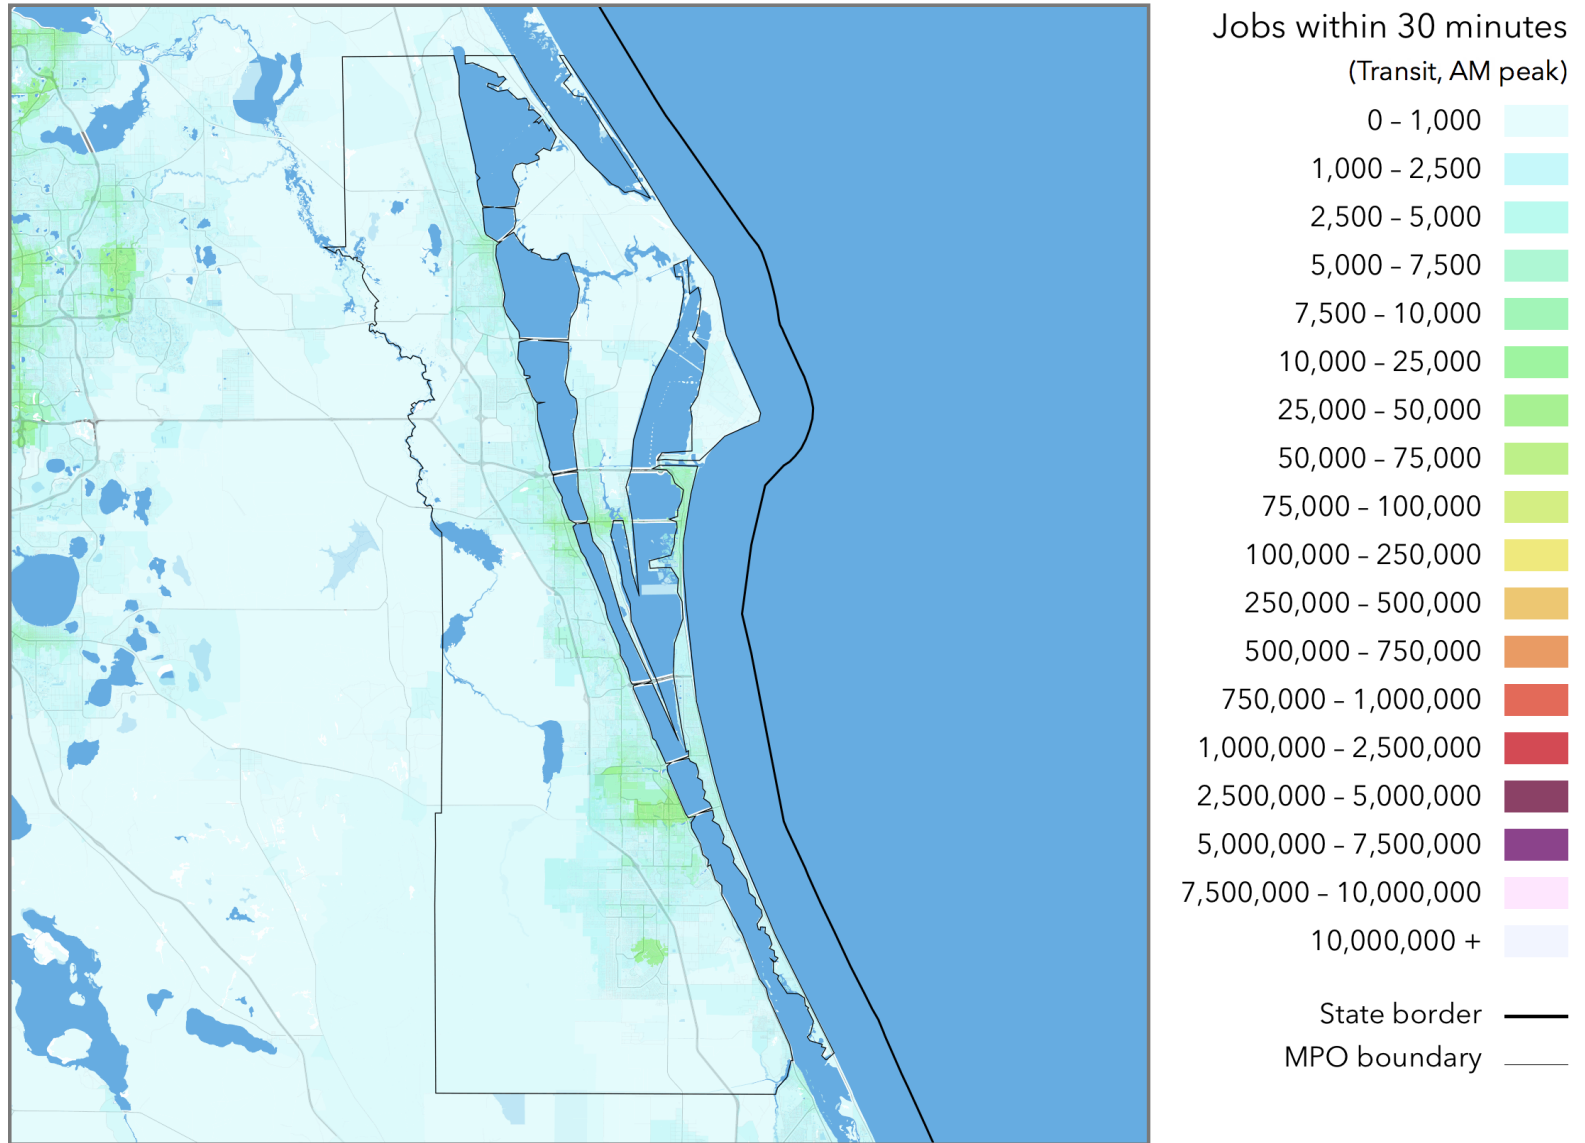 Jobs within 30 minutes
(Transit, AM peak)
0 – 1,000
1,000 – 2,500
2,500 – 5,000
5,000 – 7,500
7,500 – 10,000
10,000 – 25,000
25,000 – 50,000
50,000 – 75,000
75,000 – 100,000
100,000 – 250,000
250,000 – 500,000
500,000 – 750,000
750,000 – 1,000,000
1,000,000 – 2,500,000
2,500,000 – 5,000,000
5,000,000 – 7,500,000
7,500,000 – 10,000,000
10,000,000 +
State border
MPO boundary